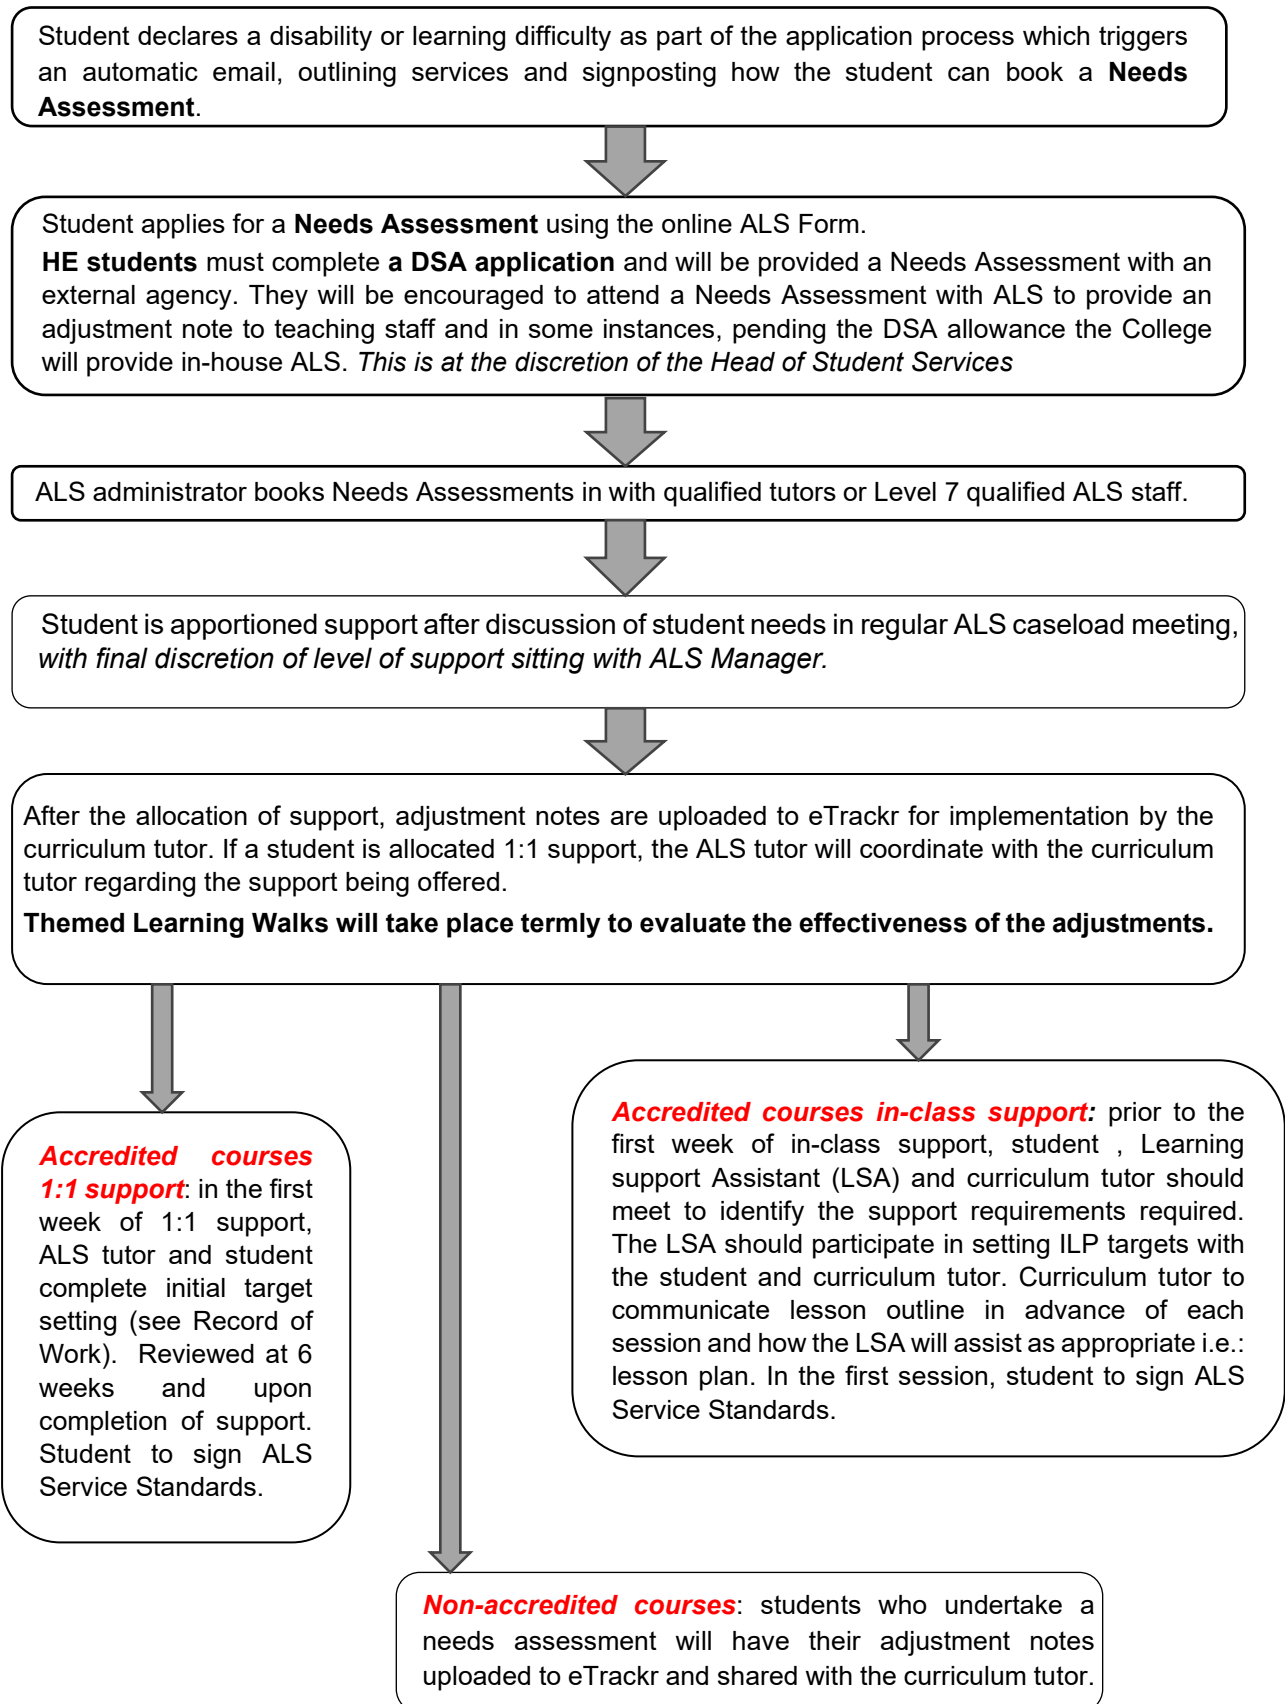 Student declares a disability or learning difficulty as part of the application process which triggers
an automatic email, outlining services and signposting how the student can book a Needs
Assessment.
Student applies for a Needs Assessment using the online ALS Form.
HE students must complete a DSA application and will be provided a Needs Assessment with an
external agency. They will be encouraged to attend a Needs Assessment with ALS to provide an
adjustment note to teaching staff and in some instances, pending the DSA allowance the College
will provide in-house ALS. This is at the discretion of the Head of Student Services
ALS administrator books Needs Assessments in with qualified tutors or Level 7 qualified ALS staff.
Student is apportioned support after discussion of student needs in regular ALS caseload meeting,
with final discretion of level of support sitting with ALS Manager.
After the allocation of support, adjustment notes are uploaded to eTrackr for implementation by the
curriculum tutor. If a student is allocated 1:1 support, the ALS tutor will coordinate with the curriculum
tutor regarding the support being offered.
Themed Learning Walks will take place termly to evaluate the effectiveness of the adjustments.
Accredited courses
1:1 support: in the first
week of 1:1 support,
ALS tutor and student
complete initial target
setting (see Record of
Work). Reviewed at 6
weeks and upon
completion of support.
Student to sign ALS
Service Standards.
Accredited courses in-class support: prior to the
first week of in-class support, student , Learning
support Assistant (LSA) and curriculum tutor should
meet to identify the support requirements required.
The LSA should participate in setting ILP targets with
the student and curriculum tutor. Curriculum tutor to
communicate lesson outline in advance of each
session and how the LSA will assist as appropriate i.e.:
lesson plan. In the first session, student to sign ALS
Service Standards.
Non-accredited courses: students who undertake a
needs assessment will have their adjustment notes
uploaded to eTrackr and shared with the curriculum tutor.